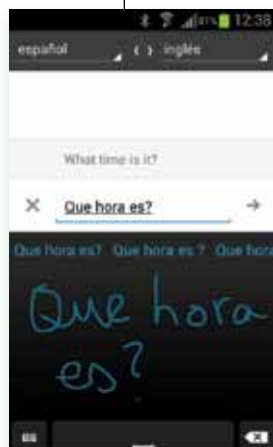 12:38
español inglés
What time is it?
Que hora es?
Que hora es? Que hora es ? Que hora
Que hora
es?